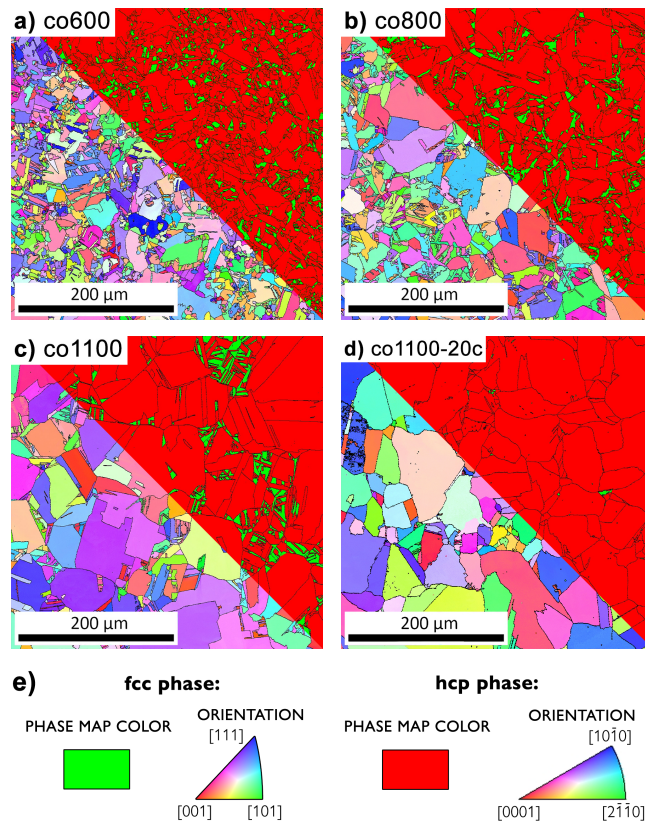 a) co600
b) co800
200 µm
200 µm
c) co1100
d) co1100-20c
200 µm
200 µm
e)
fcc phase:
hcp phase:
PHASE MAP COLOR
ORIENTATION
[111]
[001]
[101]
PHASE MAP COLOR
ORIENTATION
[101̄0]
[0001]
[21̄1̄0]